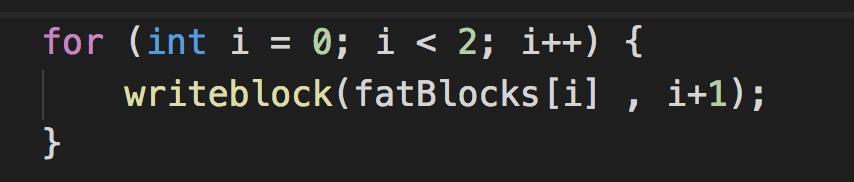 for (int i = 0; i < 2; i++) {
    writeblock(fatBlocks[i] , i+1);
}